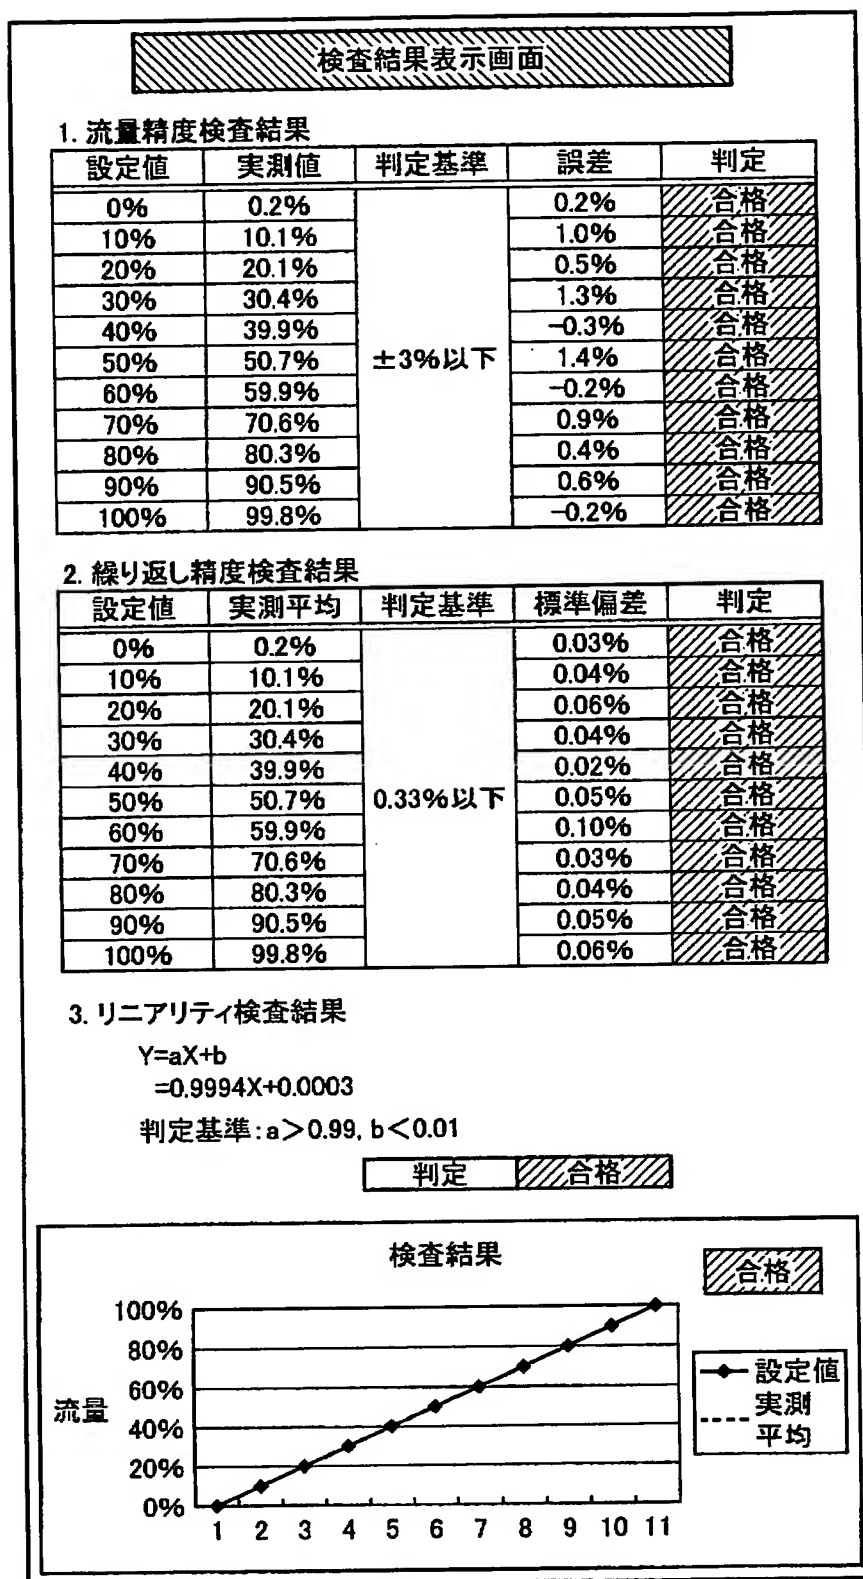 検査結果表示画面
1. 流量精度検査結果
設定値 実測値 判定基準 誤差 判定
0% 0.2% 0.2% 合格
10% 10.1% 1.0% 合格
20% 20.1% 0.5% 合格
30% 30.4% 1.3% 合格
40% 39.9% −0.3% 合格
50% 50.7% ±3%以下 1.4% 合格
60% 59.9% −0.2% 合格
70% 70.6% 0.9% 合格
80% 80.3% 0.4% 合格
90% 90.5% 0.6% 合格
100% 99.8% −0.2% 合格
2. 繰り返し精度検査結果
設定値 実測平均 判定基準 標準偏差 判定
0% 0.2% 0.03% 合格
10% 10.1% 0.04% 合格
20% 20.1% 0.06% 合格
30% 30.4% 0.04% 合格
40% 39.9% 0.02% 合格
50% 50.7% 0.33%以下 0.05% 合格
60% 59.9% 0.10% 合格
70% 70.6% 0.03% 合格
80% 80.3% 0.04% 合格
90% 90.5% 0.05% 合格
100% 99.8% 0.06% 合格
3. リニアリティ検査結果
Y=aX+b
=0.9994X+0.0003
判定基準:a>0.99, b<0.01
判定 合格
検査結果
合格
100%
80%
60%
40%
20%
0%
流量
1 2 3 4 5 6 7 8 9 10 11
設定値
実測
平均